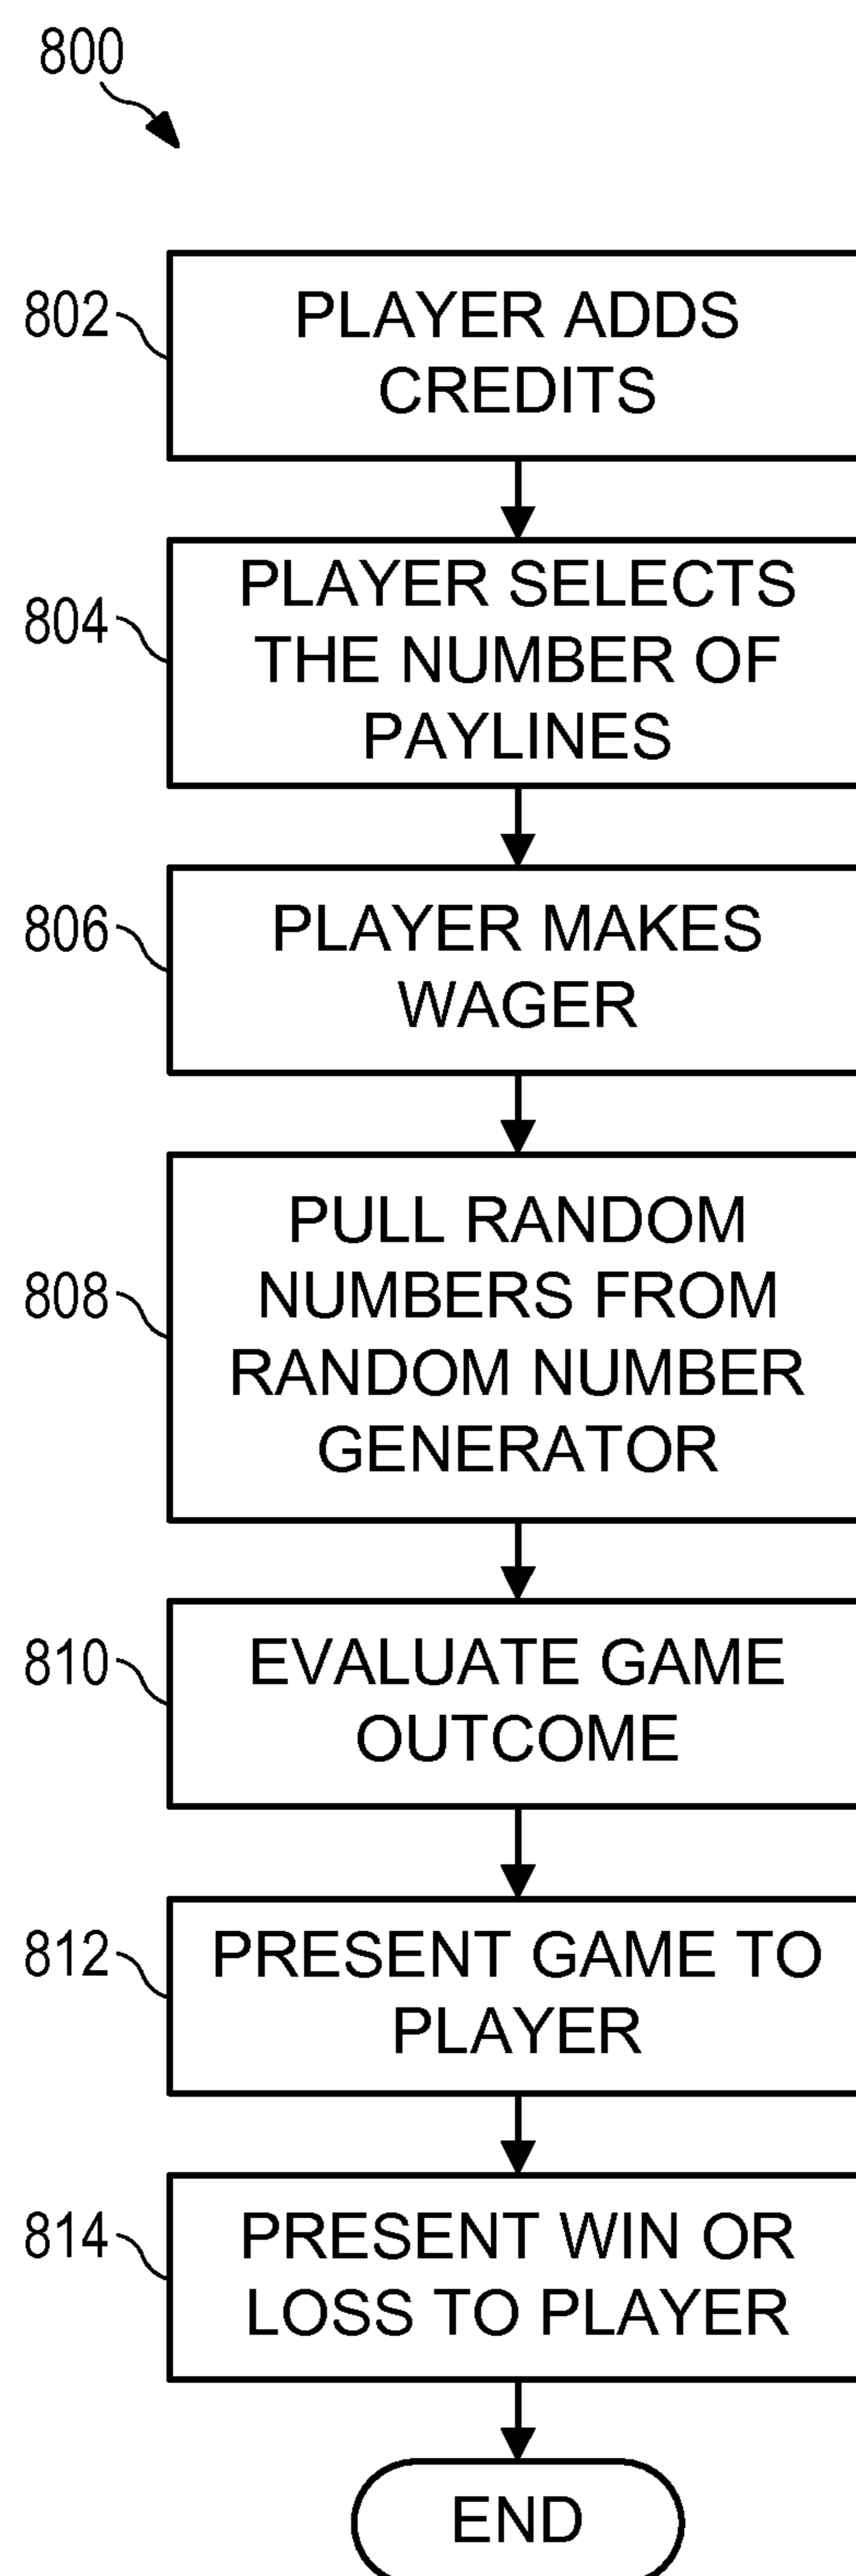 800
802
PLAYER ADDS
CREDITS
804
PLAYER SELECTS
THE NUMBER OF
PAYLINES
806
PLAYER MAKES
WAGER
808
PULL RANDOM
NUMBERS FROM
RANDOM NUMBER
GENERATOR
810
EVALUATE GAME
OUTCOME
812
PRESENT GAME TO
PLAYER
814
PRESENT WIN OR
LOSS TO PLAYER
END